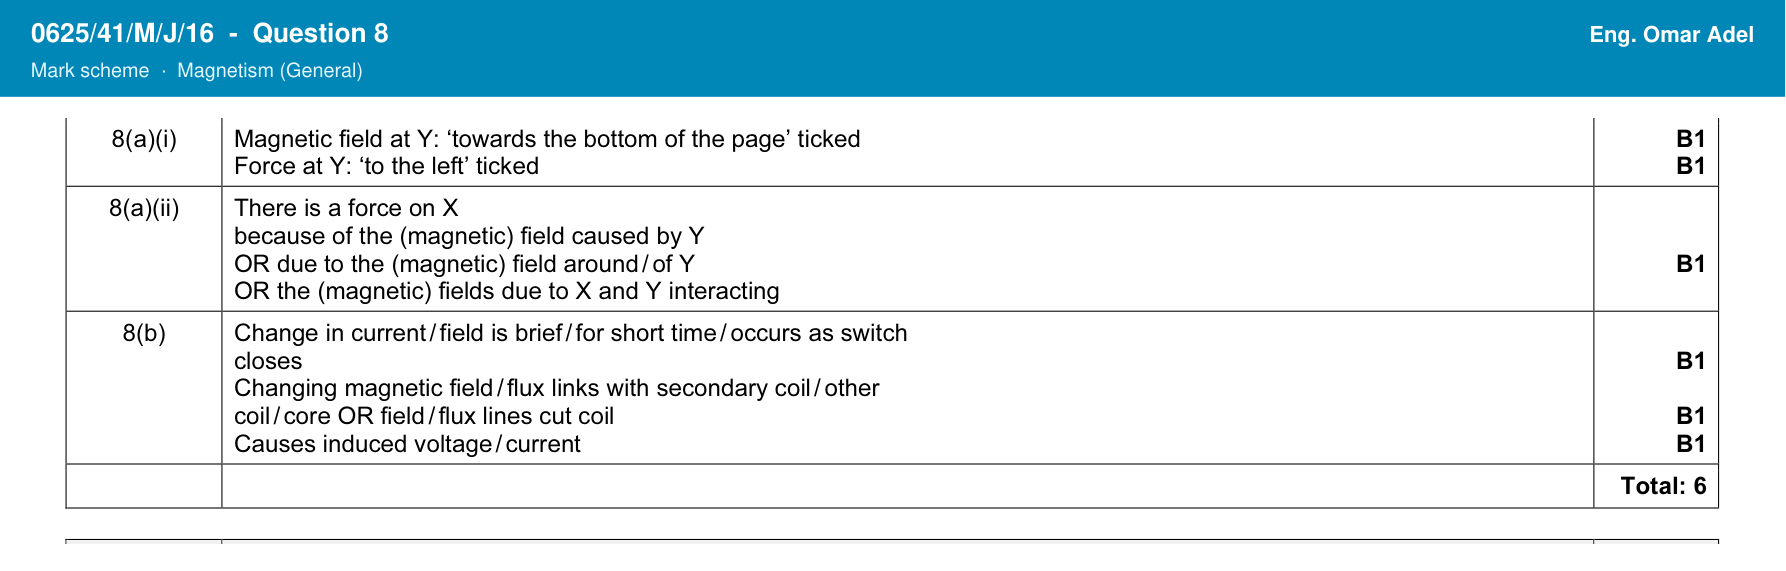 0625/41/M/J/16 - Question 8
Eng. Omar Adel
Mark scheme · Magnetism (General)
8(a)(i) Magnetic field at Y: ‘towards the bottom of the page’ ticked B1
Force at Y: ‘to the left’ ticked B1
8(a)(ii) There is a force on X
because of the (magnetic) field caused by Y
OR due to the (magnetic) field around/of Y B1
OR the (magnetic) fields due to X and Y interacting
8(b) Change in current/field is brief/for short time/occurs as switch
closes B1
Changing magnetic field/flux links with secondary coil/other
coil/core OR field/flux lines cut coil B1
Causes induced voltage/current B1
Total: 6